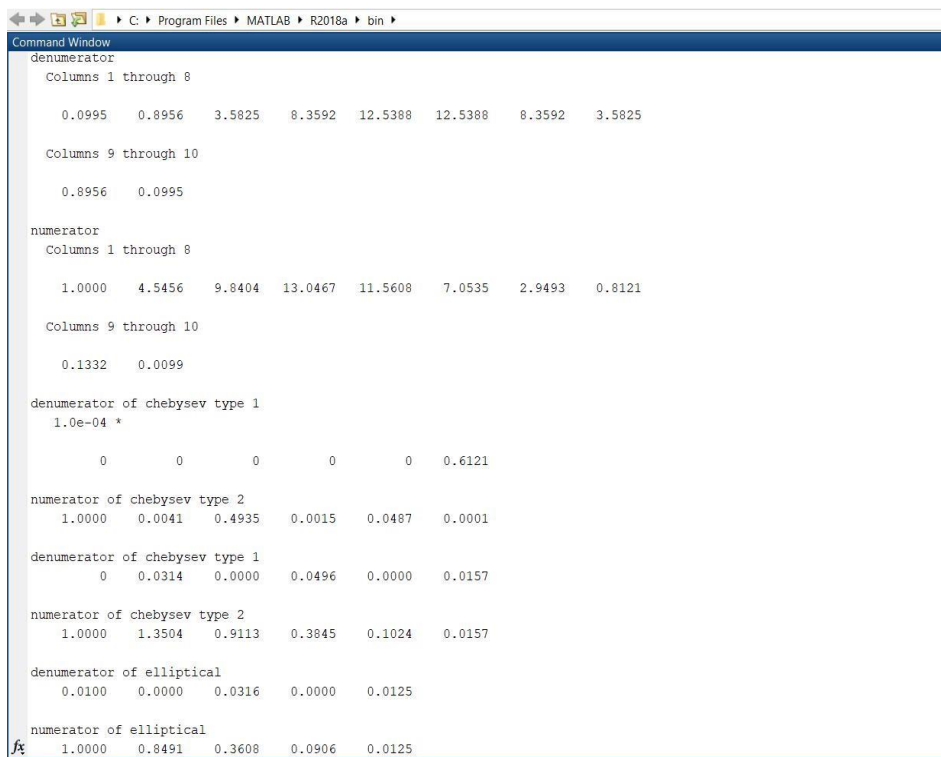 C: Program Files MATLAB R2018a bin
Command Window
denumerator
Columns 1 through 8
0.0995 0.8956 3.5825 8.3592 12.5388 12.5388 8.3592 3.5825
Columns 9 through 10
0.8956 0.0995
numerator
Columns 1 through 8
1.0000 4.5456 9.8404 13.0467 11.5608 7.0535 2.9493 0.8121
Columns 9 through 10
0.1332 0.0099
denumerator of chebysev type 1
1.0e-04 *
0 0 0 0 0 0.6121
numerator of chebysev type 2
1.0000 0.0041 0.4935 0.0015 0.0487 0.0001
denumerator of chebysev type 1
0 0.0314 0.0000 0.0496 0.0000 0.0157
numerator of chebysev type 2
1.0000 1.3504 0.9113 0.3845 0.1024 0.0157
denumerator of elliptical
0.0100 0.0000 0.0316 0.0000 0.0125
numerator of elliptical
fx 1.0000 0.8491 0.3608 0.0906 0.0125